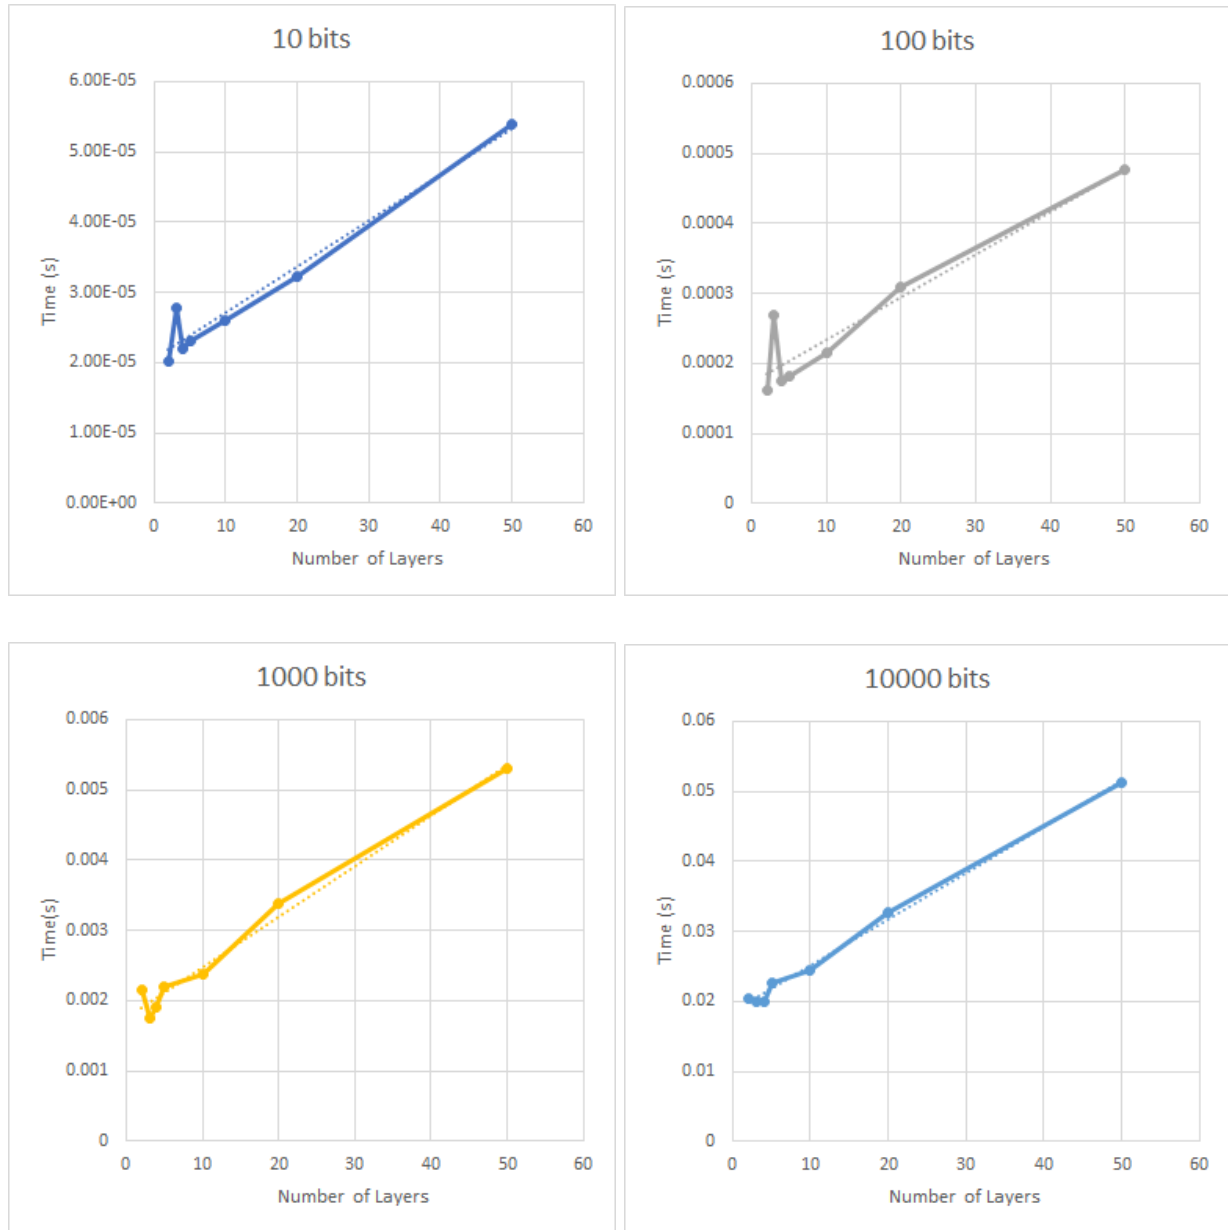 10 bits
6.00E-05
5.00E-05
4.00E-05
3.00E-05
2.00E-05
1.00E-05
0.00E+00
Time (s)
0 10 20 30 40 50 60
Number of Layers
100 bits
0.0006
0.0005
0.0004
0.0003
0.0002
0.0001
0
Time (s)
0 10 20 30 40 50 60
Number of Layers
1000 bits
0.006
0.005
0.004
0.003
0.002
0.001
0
Time(s)
0 10 20 30 40 50 60
Number of Layers
10000 bits
0.06
0.05
0.04
0.03
0.02
0.01
0
Time (s)
0 10 20 30 40 50 60
Number of Layers